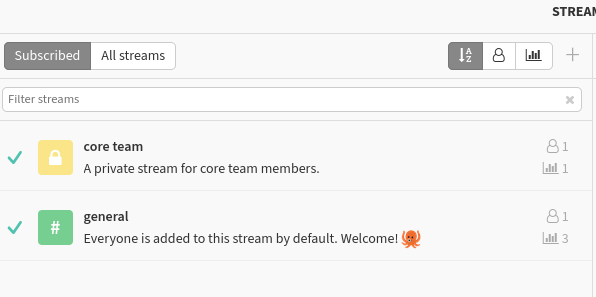 STREAM
Subscribed All streams
Filter streams
core team 1
A private stream for core team members. 1
# general 1
Everyone is added to this stream by default. Welcome! 🐙 3